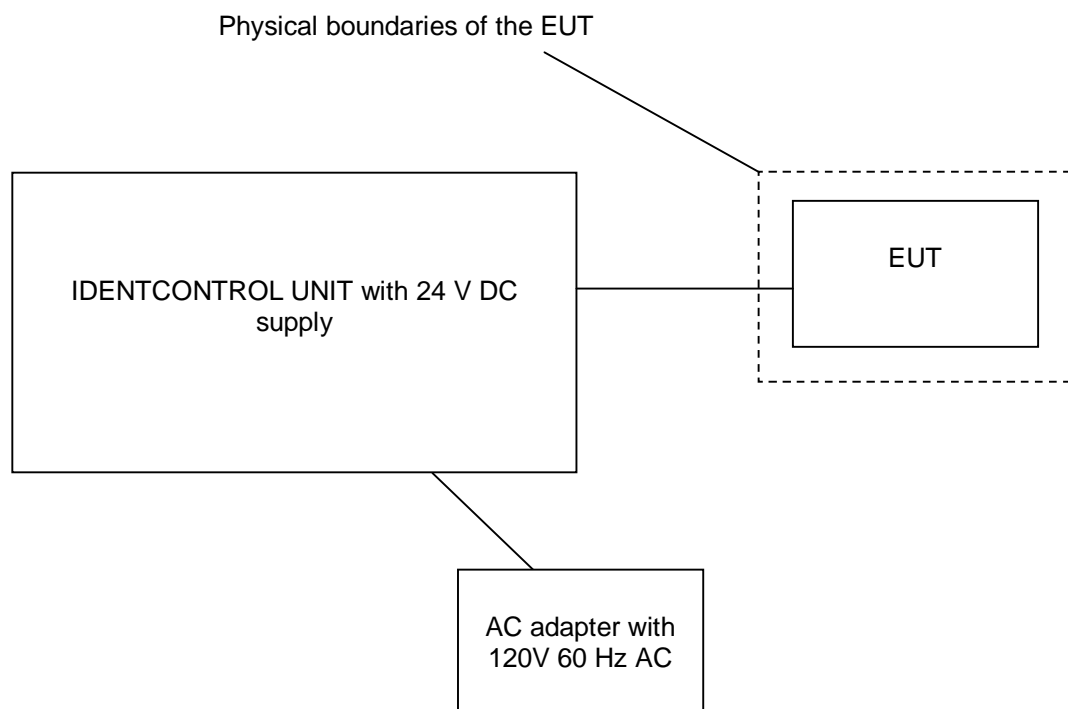 Physical boundaries of the EUT
EUT
IDENTCONTROL UNIT with 24 V DC
supply
AC adapter with
120V 60 Hz AC